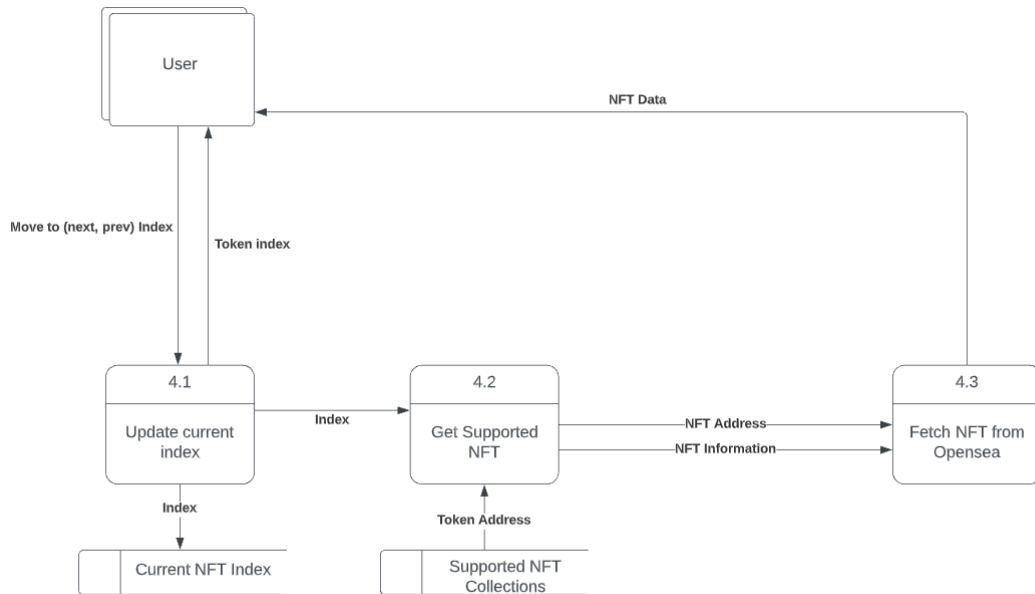 User
NFT Data
Move to (next, prev) Index
Token index
4.1
Update current
index
Index
4.2
Get Supported
NFT
NFT Address
NFT Information
4.3
Fetch NFT from
Opensea
Index
Token Address
Current NFT Index
Supported NFT
Collections